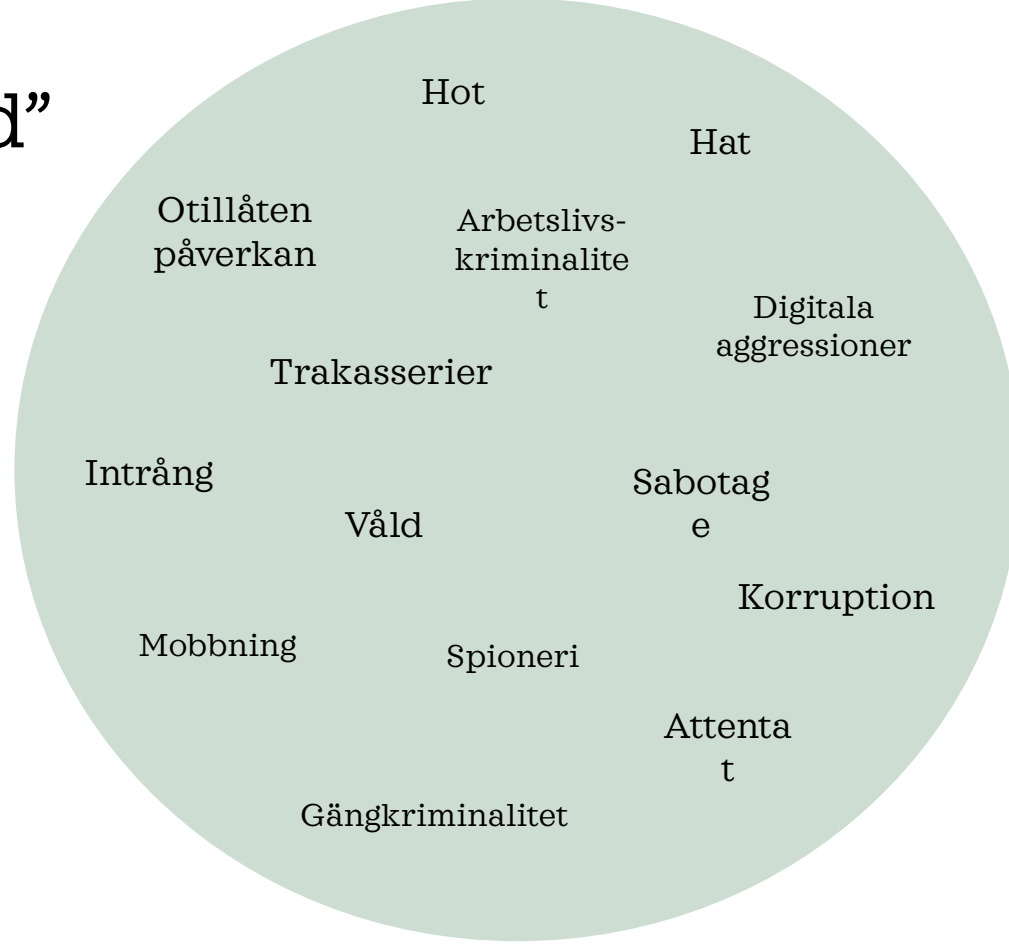 d”
Hot
Hat
Otillåten
påverkan
Arbetslivs-
kriminalite
t
Digitala
aggressioner
Trakasserier
Intrång
Sabotag
e
Våld
Korruption
Mobbning
Spioneri
Attenta
t
Gängkriminalitet